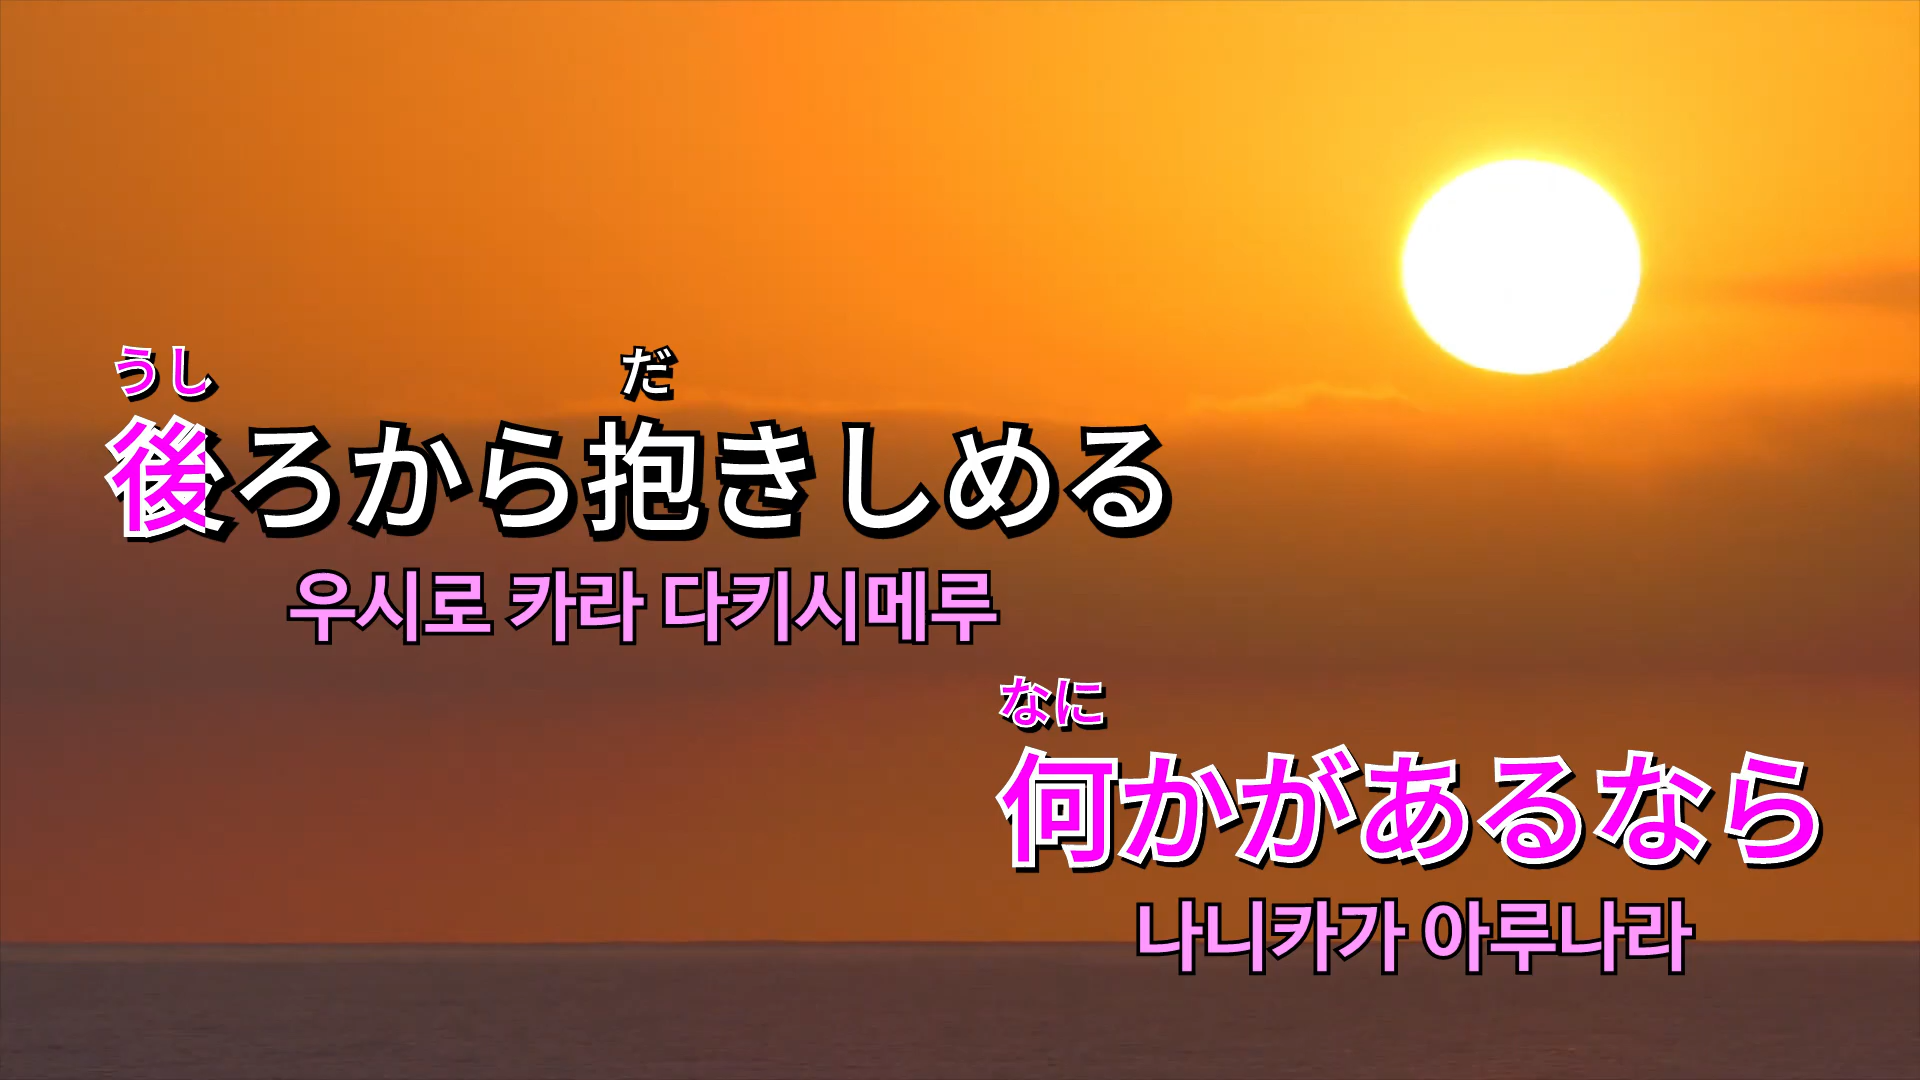 うし だ
後ろから抱きしめる
우시로 카라 다키시메루
なに
何かがあるなら
나니카가 아루나라